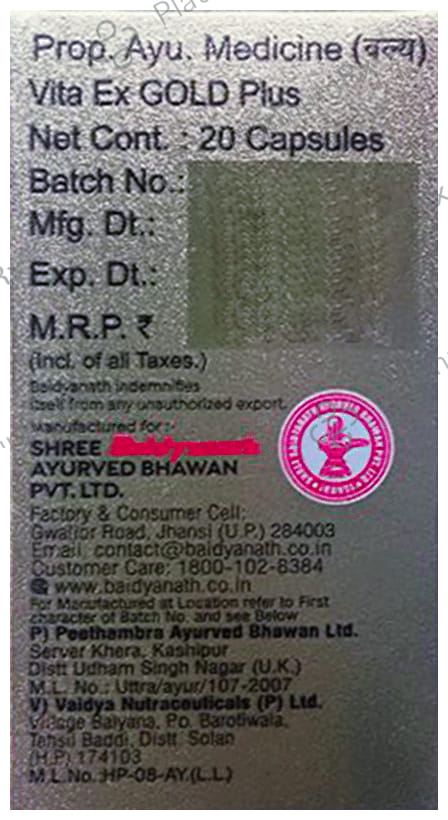 Prop. Ayu. Medicine (वल्य)
Vita Ex GOLD Plus
Net Cont. : 20 Capsules
Batch No.:
Mfg. Dt.:
Exp. Dt.:
M.R.P. ₹
(Incl. of all Taxes.)
Baidyanath indemnifies
itself from any unauthorized export.
Manufactured for :-
SHREE
AYURVED BHAWAN
PVT. LTD.
Factory & Consumer Cell:
Gwalior Road, Jhansi (U.P.) 284003
Email: contact@baidyanath.co.in
Customer Care: 1800-102-8384
www.baidyanath.co.in
For Manufactured at Location refer to First
character of Batch No. and see Below
P) Peethambra Ayurved Bhawan Ltd.
Server Khera, Kashipur
Distt Udham Singh Nagar (U.K.)
M.L. No.: Uttra/ayur/107-2007
V) Vaidya Nutraceuticals (P) Ltd.
Village Balyana, Po. Barotiwala,
Tehsil Baddi, Distt. Solan
(H.P) 174103
M.L.No.:HP-08-AY.(L.L)